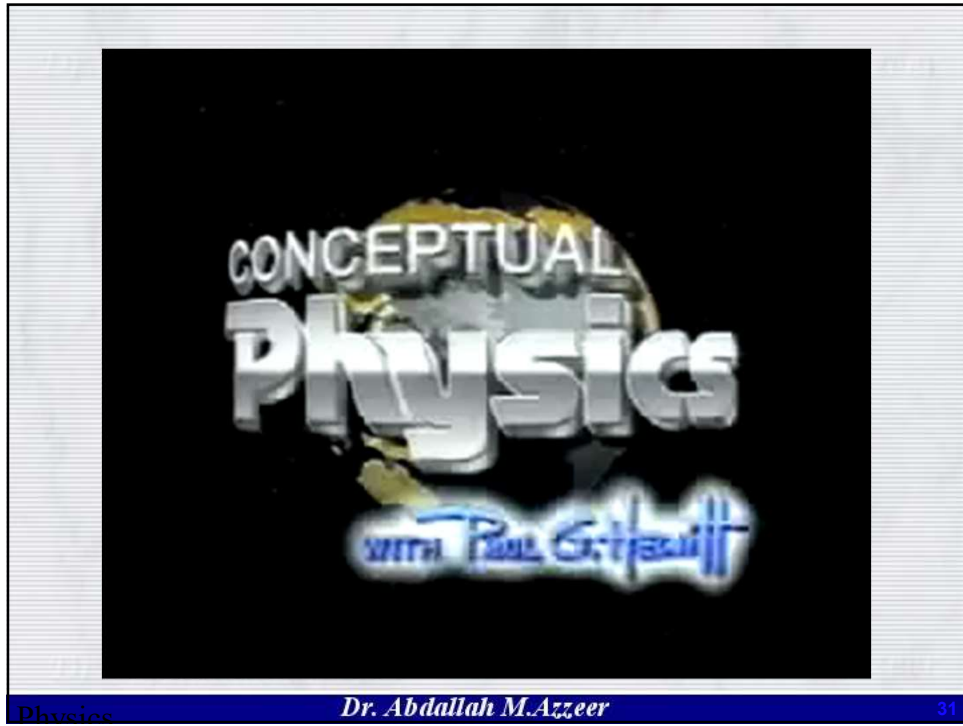 CONCEPTUAL
Physics
WITH Paul G. Hewitt
Physics
Dr. Abdallah M.Azzeer
31